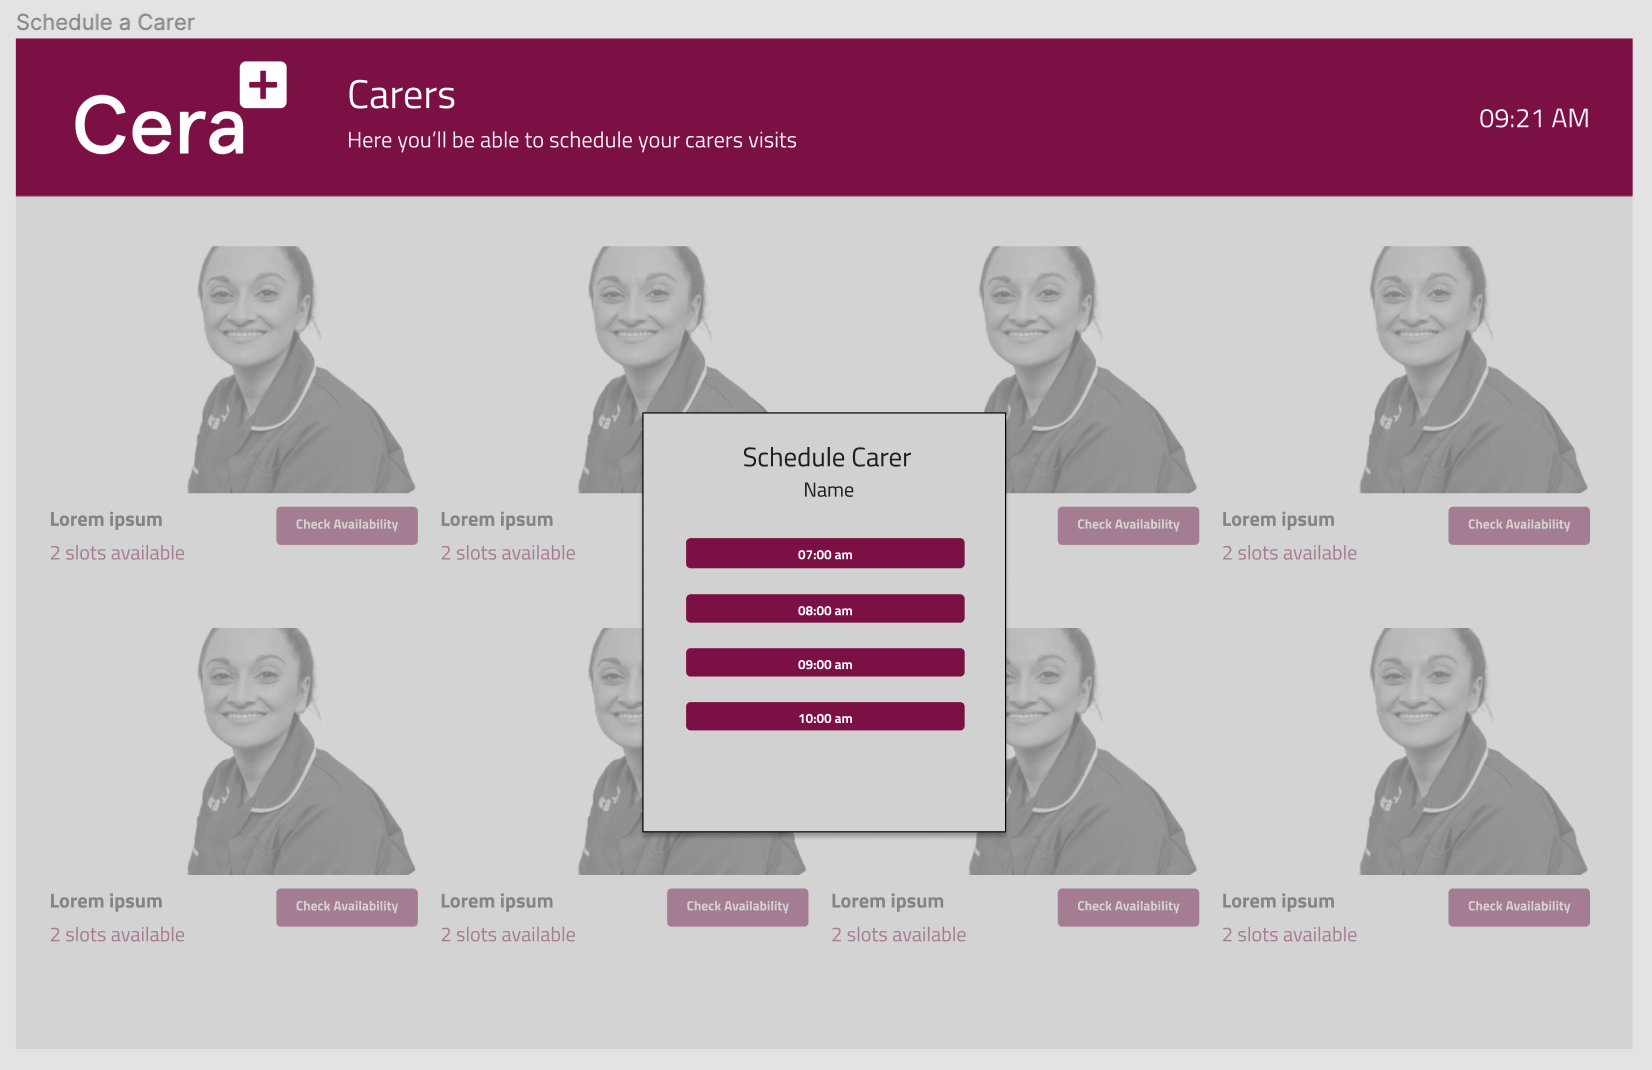 Schedule a Carer
Cera
Carers
Here you'll be able to schedule your carers visits
09:21 AM
Lorem ipsum
2 slots available
Check Availability
Lorem ipsum
2 slots available
Check Availability
Lorem ipsum
2 slots available
Check Availability
Schedule Carer
Name
07:00 am
08:00 am
09:00 am
10:00 am
Lorem ipsum
2 slots available
Check Availability
Lorem ipsum
2 slots available
Check Availability
Lorem ipsum
2 slots available
Check Availability
Lorem ipsum
2 slots available
Check Availability